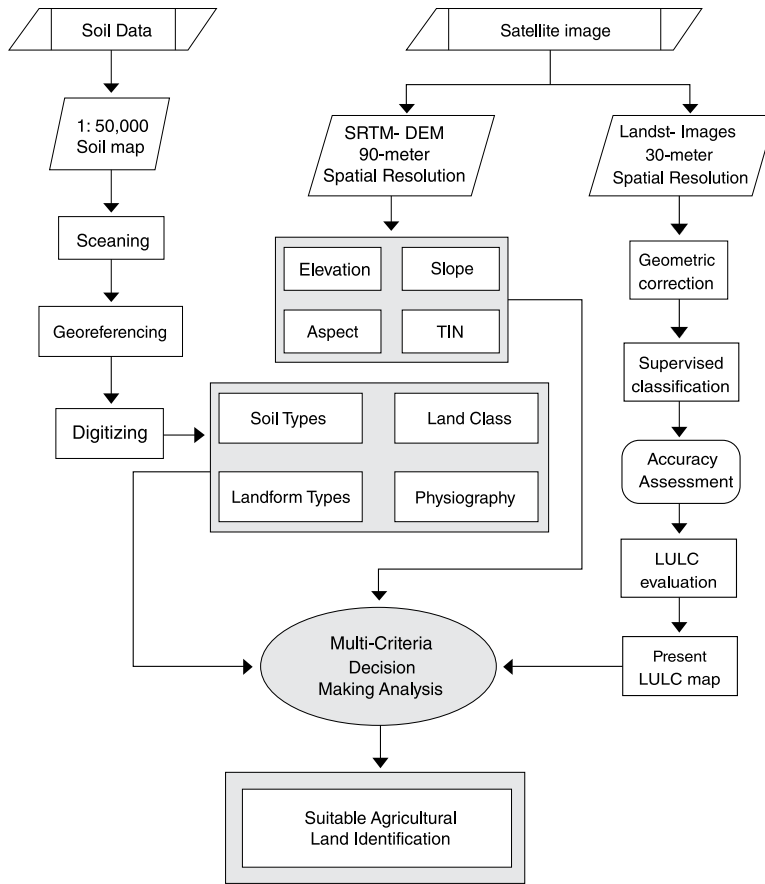 Soil Data
Satellite image
1: 50,000
Soil map
SRTM- DEM
90-meter
Spatial Resolution
Landst- Images
30-meter
Spatial Resolution
Sceaning
Elevation
Slope
Aspect
TIN
Geometric
correction
Georeferencing
Supervised
classification
Digitizing
Soil Types
Land Class
Landform Types
Physiography
Accuracy
Assessment
LULC
evaluation
Multi-Criteria
Decision
Making Analysis
Present
LULC map
Suitable Agricultural
Land Identification